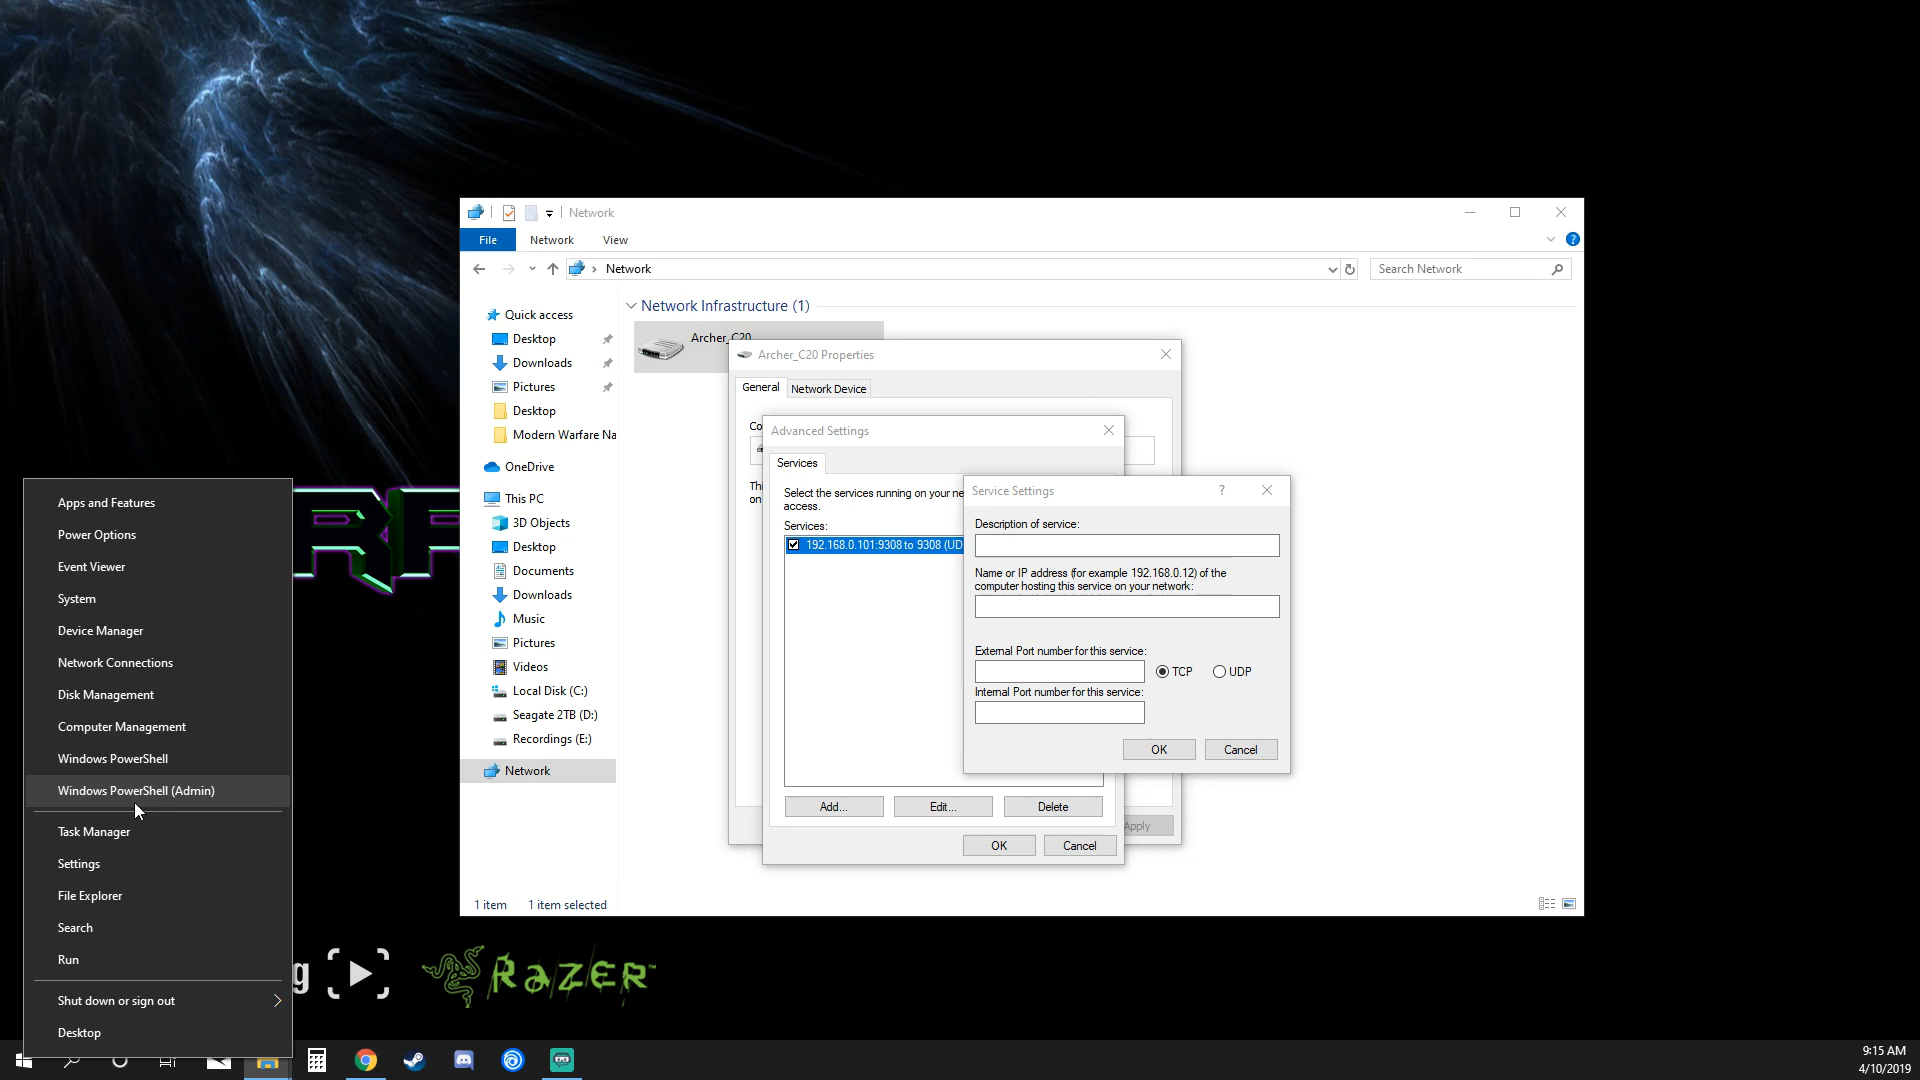 Network
File
Network
View
Network
Search Network
Quick access
Desktop
Downloads
Pictures
Desktop
Modern Warfare Na
OneDrive
This PC
3D Objects
Desktop
Documents
Downloads
Music
Pictures
Videos
Local Disk (C:)
Seagate 2TB (D:)
Recordings (E:)
Network
Network Infrastructure (1)
Archer_C20
1 item
1 item selected
Archer_C20 Properties
General
Network Device
Co
Thi
on
Apply
Advanced Settings
Services
Select the services running on your ne
access.
Services:
192.168.0.101:9308 to 9308 (UD
Add...
Edit...
Delete
OK
Cancel
Service Settings
?
Description of service:
Name or IP address (for example 192.168.0.12) of the
computer hosting this service on your network:
External Port number for this service:
TCP
UDP
Internal Port number for this service:
OK
Cancel
Apps and Features
Power Options
Event Viewer
System
Device Manager
Network Connections
Disk Management
Computer Management
Windows PowerShell
Windows PowerShell (Admin)
Task Manager
Settings
File Explorer
Search
Run
Shut down or sign out
Desktop
RAZER
9:15 AM
4/10/2019